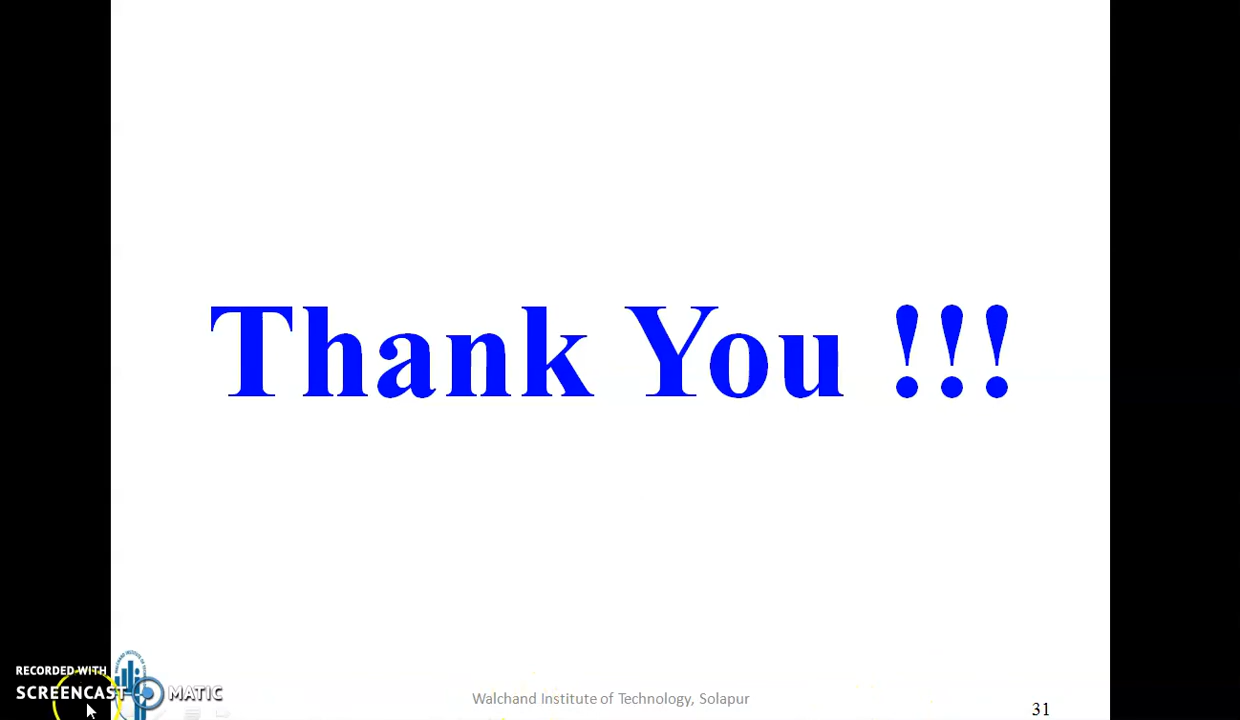 Thank You !!!
RECORDED WITH
SCREENCAST MATIC
Walchand Institute of Technology, Solapur
31